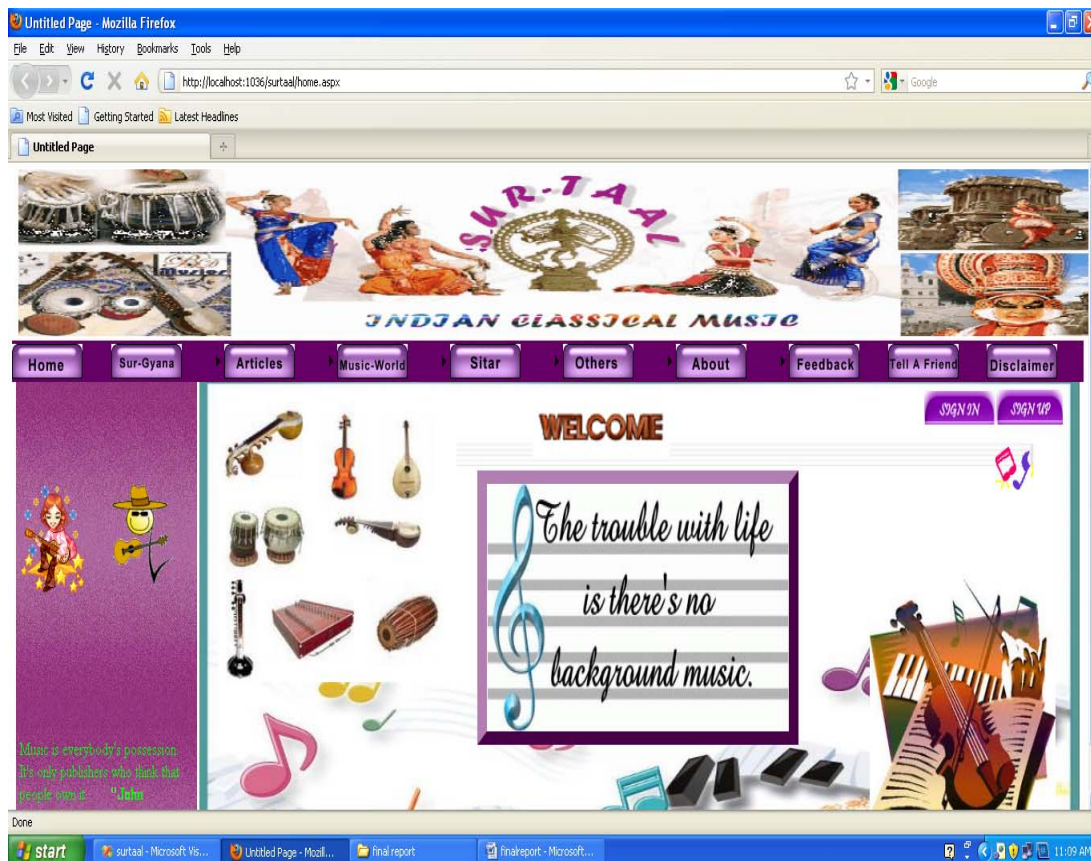 Untitled Page - Mozilla Firefox
File Edit View History Bookmarks Tools Help
http://localhost:1036/surtaal/home.aspx
Google
Most Visited Getting Started Latest Headlines
Untitled Page
SUR-TAAL
INDIAN CLASSICAL MUSIC
Home Sur-Gyana Articles Music-World Sitar Others About Feedback Tell A Friend Disclaimer
SIGN IN SIGN UP
WELCOME
The trouble with life
is there's no
background music.
Music is everybody's possession
It's only publishers who think that
people own it. "John
Done
start surtaal - Microsoft Vis... Untitled Page - Mozill... final report finalreport - Microsoft... 11:09 AM